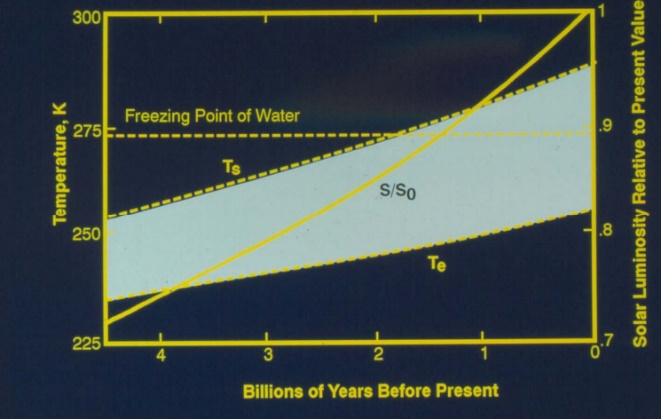 300
275
250
225
Temperature, K
Freezing Point of Water
Ts
S/S0
Te
1
.9
.8
.7
Solar Luminosity Relative to Present Value
4
3
2
1
0
Billions of Years Before Present